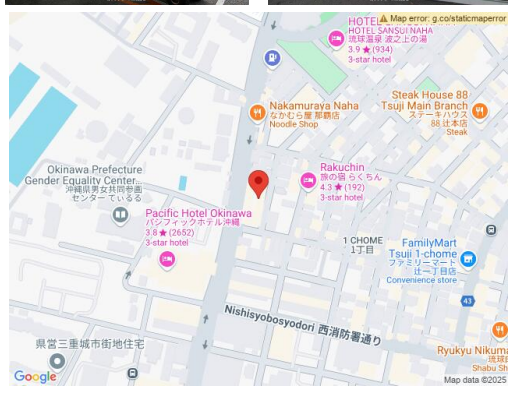 HOTEL SANSUI NAHA
琉球温泉 波之上の湯
3.9 ★ (934)
3-star hotel
Map error: g.co/staticmaperror
Nakamuraya Naha
なかむら屋 那覇店
Noodle Shop
Steak House 88
Tsuji Main Branch
ステーキハウス
88 辻本店
Steak
Okinawa Prefecture
Gender Equality Center...
沖縄県男女共同参画
センター てぃるる
Rakuchin
旅の宿 らくちん
4.3 ★ (192)
3-star hotel
Pacific Hotel Okinawa
パシフィックホテル沖縄
3.8 ★ (2652)
3-star hotel
1 CHOME
1丁目
FamilyMart
Tsuji 1-chome
ファミリーマート
辻一丁目店
Convenience store
43
Nishisyobosyodori 西消防署通り
県営三重城市街地住宅
Ryukyu Nikum
Shabu Sh
Google
Map data ©2025